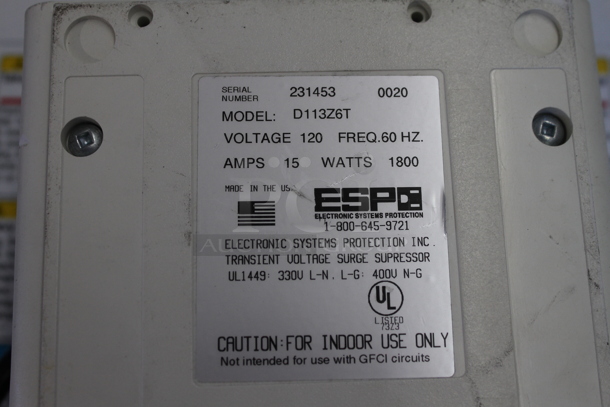 SERIAL NUMBER 231453 0020
MODEL: D113Z6T
VOLTAGE 120 FREQ.60 HZ.
AMPS 15 WATTS 1800
MADE IN THE USA
ESP
ELECTRONIC SYSTEMS PROTECTION
1-800-645-9721
ELECTRONIC SYSTEMS PROTECTION INC.
TRANSIENT VOLTAGE SURGE SUPRESSOR
UL1449: 330V L-N, L-G: 400V N-G
UL
LISTED
73Z3
CAUTION:FOR INDOOR USE ONLY
Not intended for use with GFCI circuits